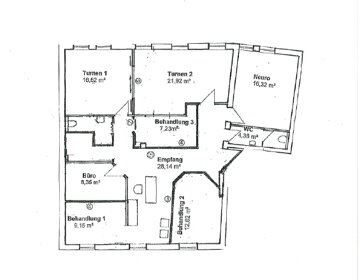 Turnen 1
18,62 m²
Turnen 2
21,92 m²
Neuro
16,32 m²
Behandlung 3
7,23 m²
WC
4,36 m²
Empfang
28,14 m²
Büro
8,36 m²
Behandlung 1
9,15 m²
Behandlung 2
12,62 m²